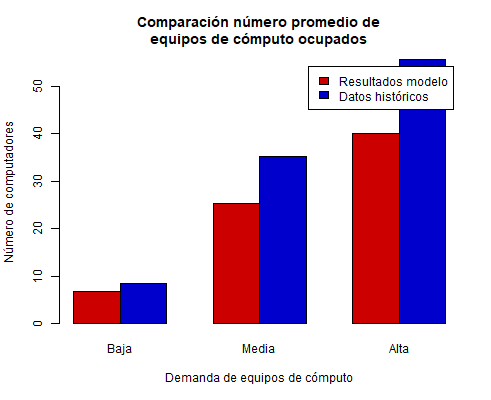 Comparación número promedio de
equipos de cómputo ocupados
Resultados modelo
Datos históricos
Número de computadores
50
40
30
20
10
0
Baja
Media
Alta
Demanda de equipos de cómputo